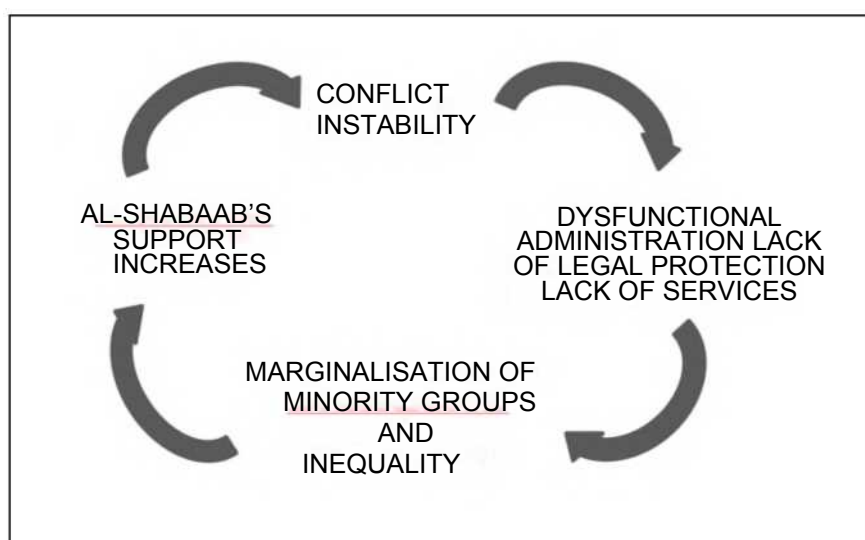 CONFLICT
INSTABILITY
DYSFUNCTIONAL
ADMINISTRATION LACK
OF LEGAL PROTECTION
LACK OF SERVICES
MARGINALISATION OF
MINORITY GROUPS
AND
INEQUALITY
AL-SHABAAB'S
SUPPORT
INCREASES